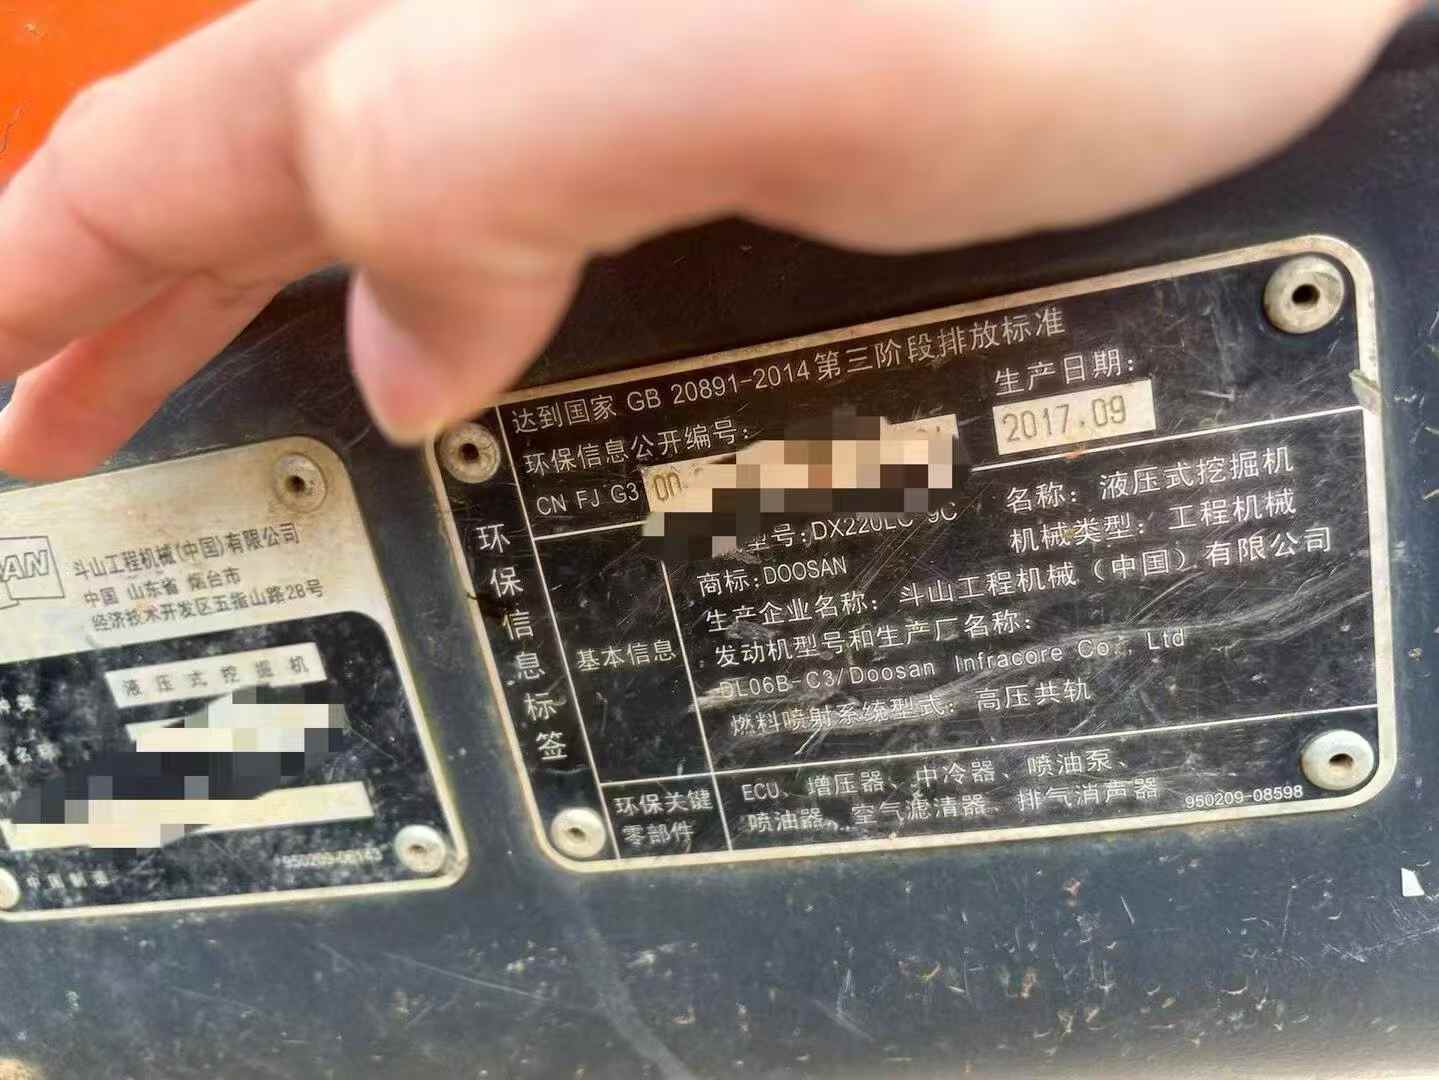 斗山工程机械(中国)有限公司
中国 山东省 烟台市
经济技术开发区五指山路28号
液压式挖掘机
中国制造
达到国家 GB 20891-2014第三阶段排放标准
环保信息公开编号:
CN FJ G3 00
生产日期:
2017.09
环保信息标签
基本信息
型号:DX220LC-9C
名称: 液压式挖掘机
商标:DOOSAN
机械类型: 工程机械
生产企业名称: 斗山工程机械(中国)有限公司
发动机型号和生产厂名称:
DL06B-C3/Doosan Infracore Co., Ltd
燃料喷射系统型式: 高压共轨
环保关键
零部件
ECU、增压器、中冷器、喷油泵、
喷油器、空气滤清器、排气消声器
950209-08598